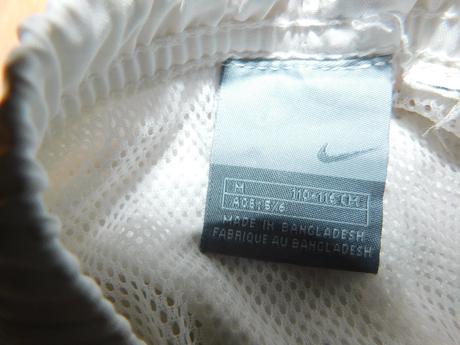 M 110-116 CM
AGE: 5/6
MADE IN BANGLADESH
FABRIQUE AU BANGLADESH